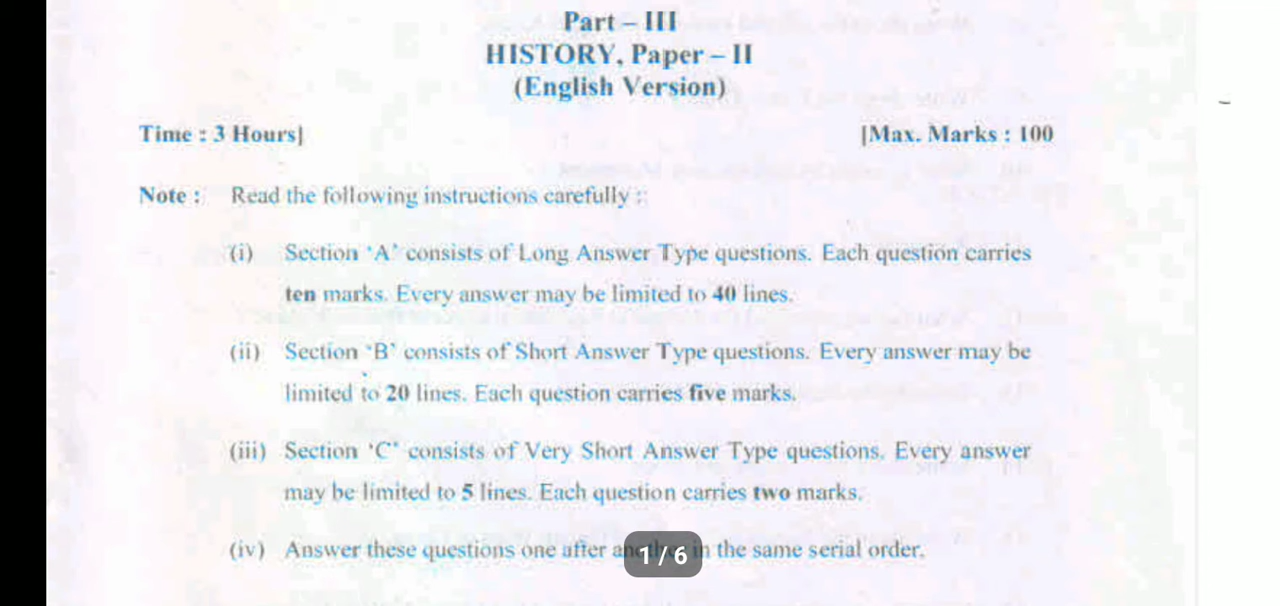 Part – III
HISTORY, Paper – II
(English Version)
Time : 3 Hours] [Max. Marks : 100
Note : Read the following instructions carefully :
(i) Section ‘A’ consists of Long Answer Type questions. Each question carries
ten marks. Every answer may be limited to 40 lines.
(ii) Section ‘B’ consists of Short Answer Type questions. Every answer may be
limited to 20 lines. Each question carries five marks.
(iii) Section ‘C’ consists of Very Short Answer Type questions. Every answer
may be limited to 5 lines. Each question carries two marks.
(iv) Answer these questions one after in the same serial order.
1 / 6